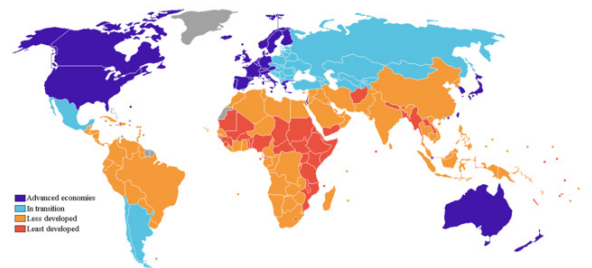 Advanced economies
In transition
Less developed
Least developed